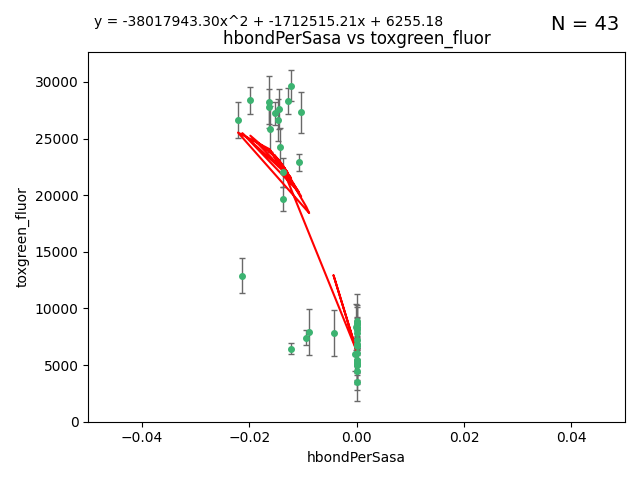 y = -38017943.30x^2 + -1712515.21x + 6255.18
N = 43
hbondPerSasa vs toxgreen_fluor
30000
25000
20000
15000
10000
5000
0
toxgreen_fluor
−0.04
−0.02
0.00
0.02
0.04
hbondPerSasa